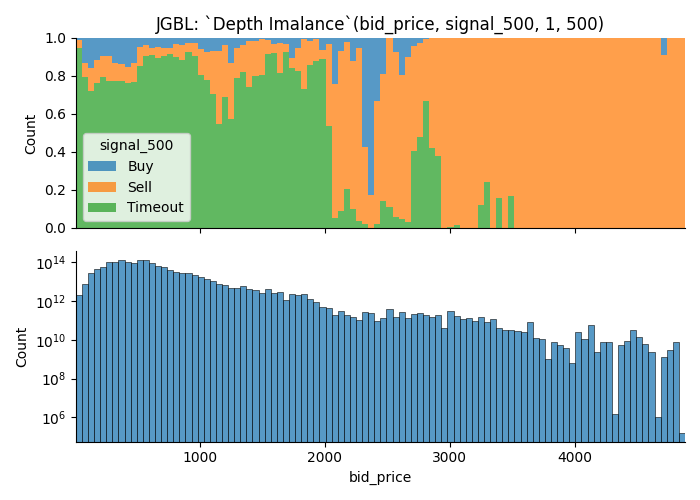 JGBL: `Depth Imalance`(bid_price, signal_500, 1, 500)
1.0
0.8
0.6
0.4
0.2
0.0
Count
signal_500
Buy
Sell
Timeout
10^14
10^12
10^10
10^8
10^6
Count
1000 2000 3000 4000
bid_price